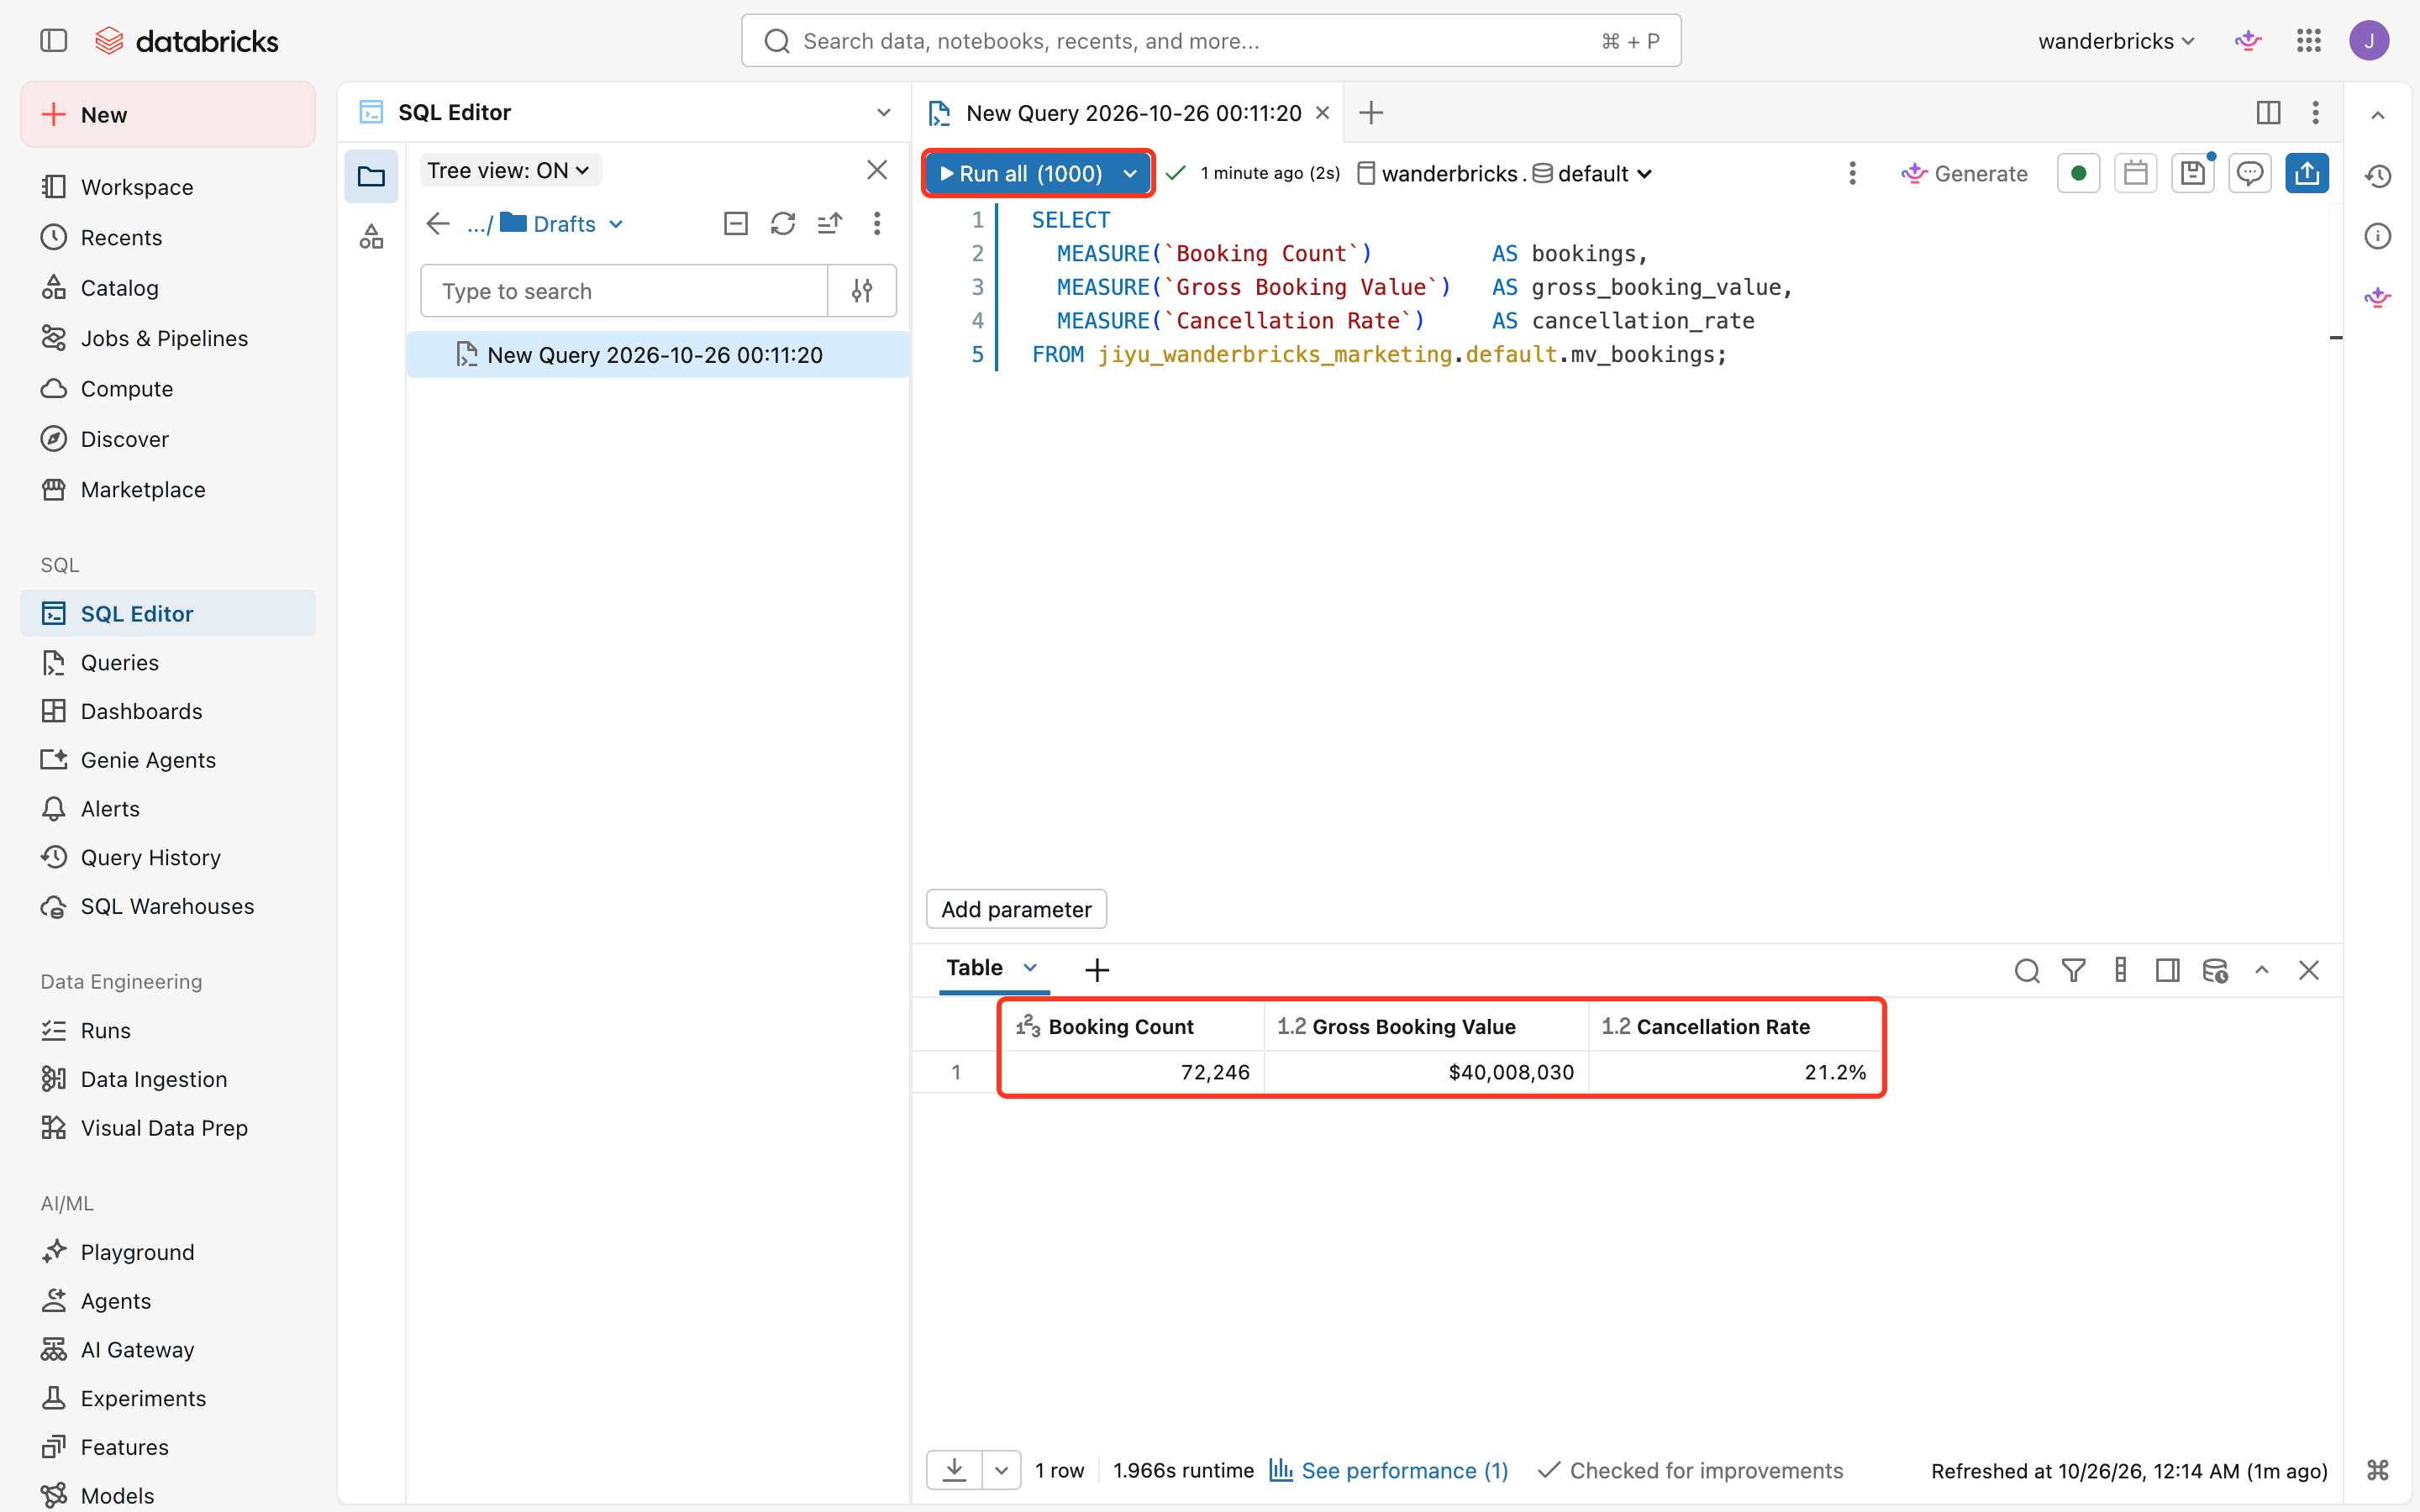 databricks
Search data, notebooks, recents, and more...
⌘ + P
wanderbricks
J
New
Workspace
Recents
Catalog
Jobs & Pipelines
Compute
Discover
Marketplace
SQL
SQL Editor
Queries
Dashboards
Genie Agents
Alerts
Query History
SQL Warehouses
Data Engineering
Runs
Data Ingestion
Visual Data Prep
AI/ML
Playground
Agents
AI Gateway
Experiments
Features
Models
SQL Editor
Tree view: ON
.../ Drafts
Type to search
New Query 2026-10-26 00:11:20
New Query 2026-10-26 00:11:20
Run all (1000)
1 minute ago (2s)
wanderbricks . default
Generate
1 SELECT
2 MEASURE(`Booking Count`) AS bookings,
3 MEASURE(`Gross Booking Value`) AS gross_booking_value,
4 MEASURE(`Cancellation Rate`) AS cancellation_rate
5 FROM jiyu_wanderbricks_marketing.default.mv_bookings;
Add parameter
Table
123 Booking Count 1.2 Gross Booking Value 1.2 Cancellation Rate
1 72,246 $40,008,030 21.2%
1 row 1.966s runtime See performance (1) Checked for improvements Refreshed at 10/26/26, 12:14 AM (1m ago)